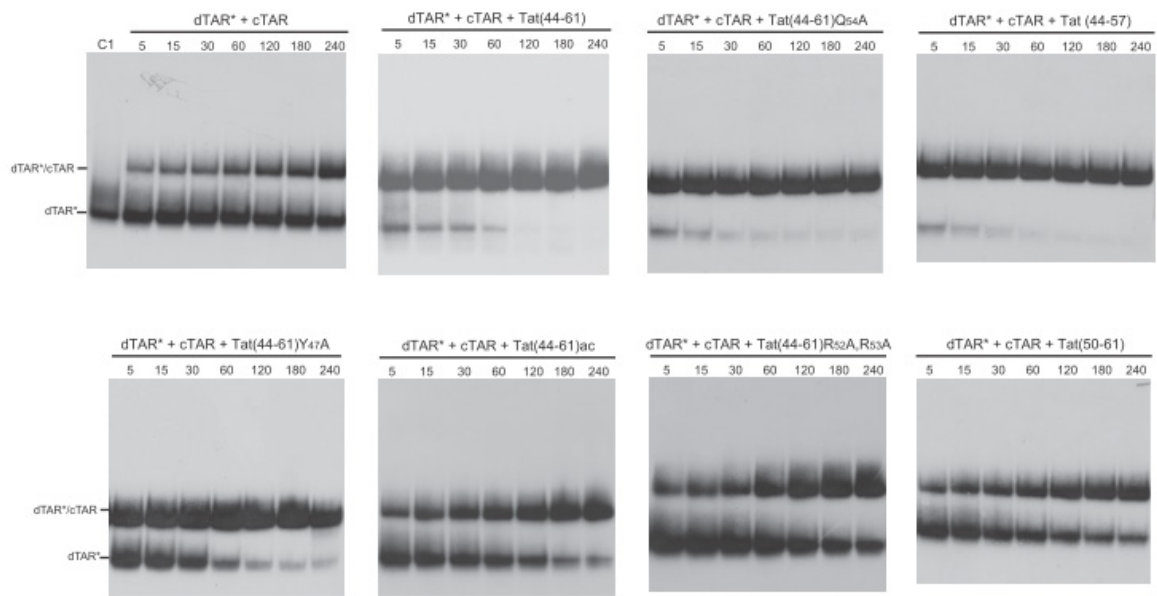 dTAR* + cTAR
C1 5 15 30 60 120 180 240
dTAR*/cTAR
dTAR*
dTAR* + cTAR + Tat(44-61)
5 15 30 60 120 180 240
dTAR* + cTAR + Tat(44-61)Q54A
5 15 30 60 120 180 240
dTAR* + cTAR + Tat (44-57)
5 15 30 60 120 180 240
dTAR* + cTAR + Tat(44-61)Y47A
5 15 30 60 120 180 240
dTAR*/cTAR
dTAR*
dTAR* + cTAR + Tat(44-61)ac
5 15 30 60 120 180 240
dTAR* + cTAR + Tat(44-61)R52A,R53A
5 15 30 60 120 180 240
dTAR* + cTAR + Tat(50-61)
5 15 30 60 120 180 240